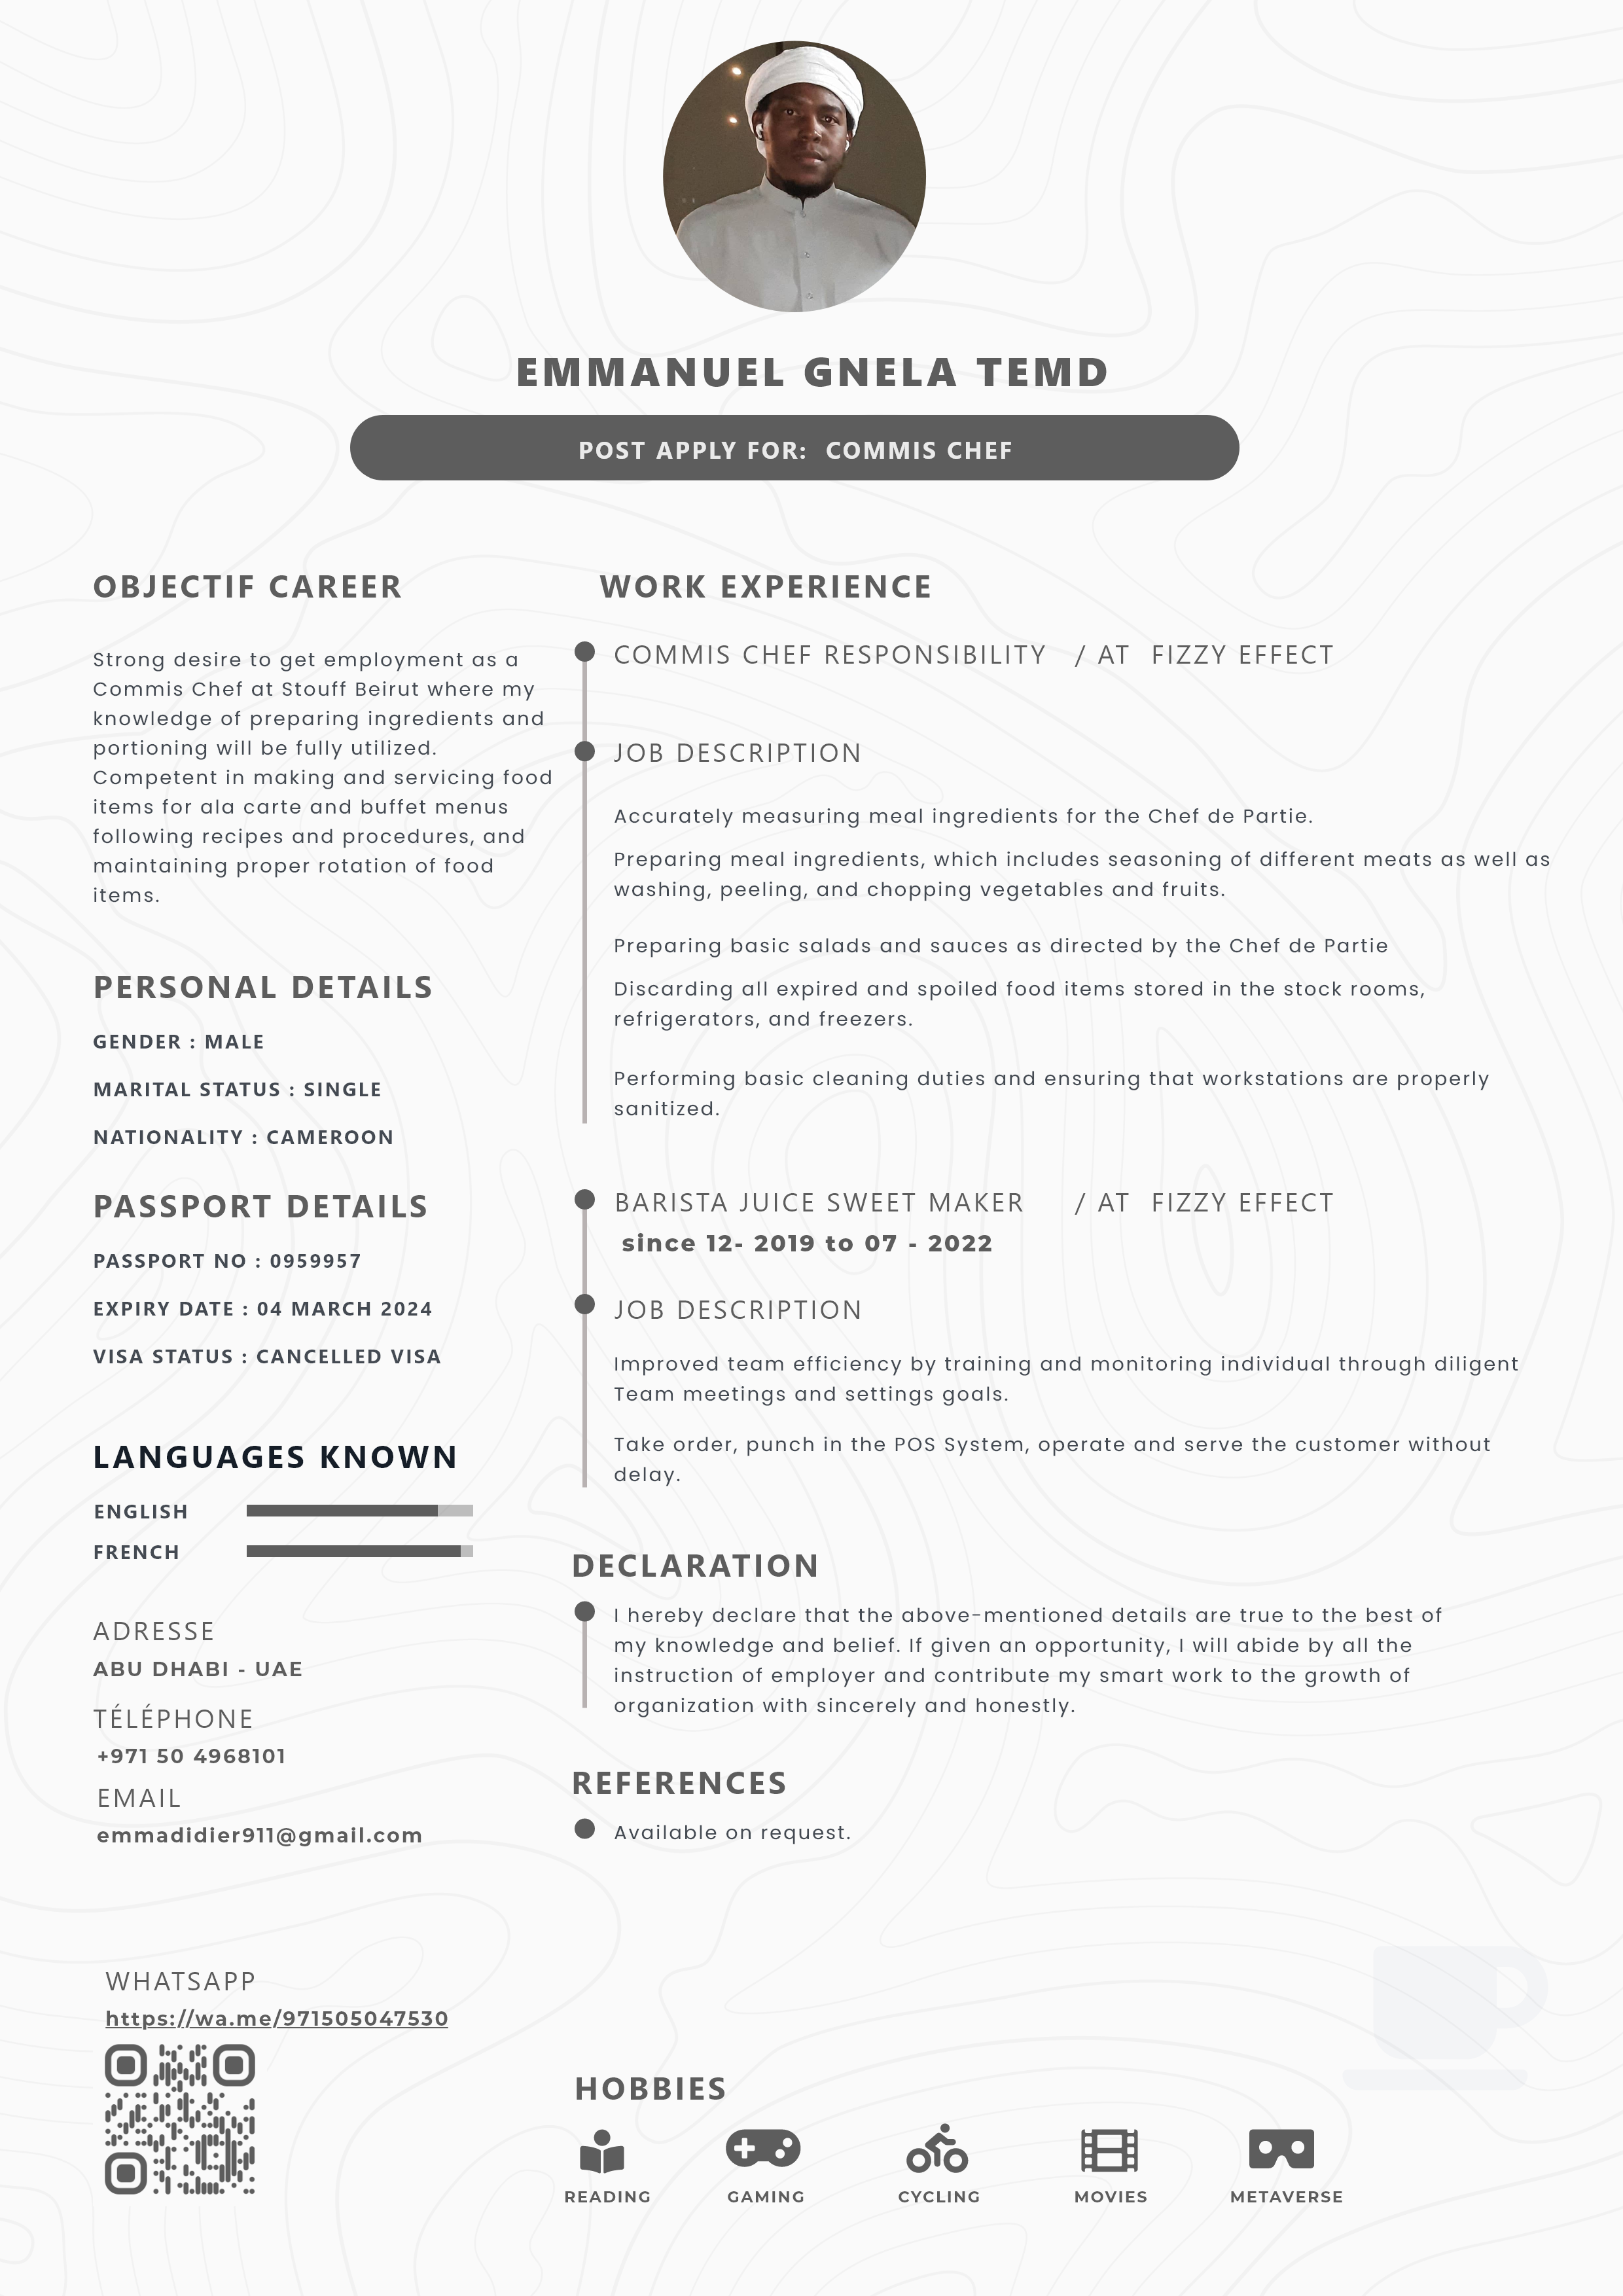 EMMANUEL GNELA TEMD
POST APPLY FOR: COMMIS CHEF
OBJECTIF CAREER
Strong desire to get employment as a
Commis Chef at Stouff Beirut where my
knowledge of preparing ingredients and
portioning will be fully utilized.
Competent in making and servicing food
items for ala carte and buffet menus
following recipes and procedures, and
maintaining proper rotation of food
items.
PERSONAL DETAILS
GENDER : MALE
MARITAL STATUS : SINGLE
NATIONALITY : CAMEROON
PASSPORT DETAILS
PASSPORT NO : 0959957
EXPIRY DATE : 04 MARCH 2024
VISA STATUS : CANCELLED VISA
LANGUAGES KNOWN
ENGLISH
FRENCH
ADRESSE
ABU DHABI - UAE
TÉLÉPHONE
+971 50 4968101
EMAIL
emmadidier911@gmail.com
WHATSAPP
https://wa.me/971505047530
WORK EXPERIENCE
COMMIS CHEF RESPONSIBILITY / AT FIZZY EFFECT
JOB DESCRIPTION
Accurately measuring meal ingredients for the Chef de Partie.
Preparing meal ingredients, which includes seasoning of different meats as well as
washing, peeling, and chopping vegetables and fruits.
Preparing basic salads and sauces as directed by the Chef de Partie
Discarding all expired and spoiled food items stored in the stock rooms,
refrigerators, and freezers.
Performing basic cleaning duties and ensuring that workstations are properly
sanitized.
BARISTA JUICE SWEET MAKER / AT FIZZY EFFECT
since 12- 2019 to 07 - 2022
JOB DESCRIPTION
Improved team efficiency by training and monitoring individual through diligent
Team meetings and settings goals.
Take order, punch in the POS System, operate and serve the customer without
delay.
DECLARATION
I hereby declare that the above-mentioned details are true to the best of
my knowledge and belief. If given an opportunity, I will abide by all the
instruction of employer and contribute my smart work to the growth of
organization with sincerely and honestly.
REFERENCES
Available on request.
HOBBIES
READING GAMING CYCLING MOVIES METAVERSE